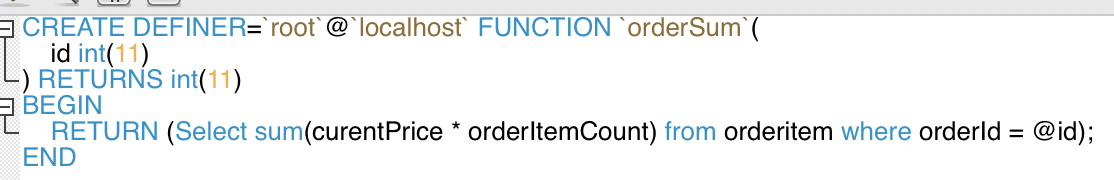 CREATE DEFINER=`root`@`localhost` FUNCTION `orderSum`(
id int(11)
) RETURNS int(11)
BEGIN
RETURN (Select sum(curentPrice * orderItemCount) from orderitem where orderId = @id);
END